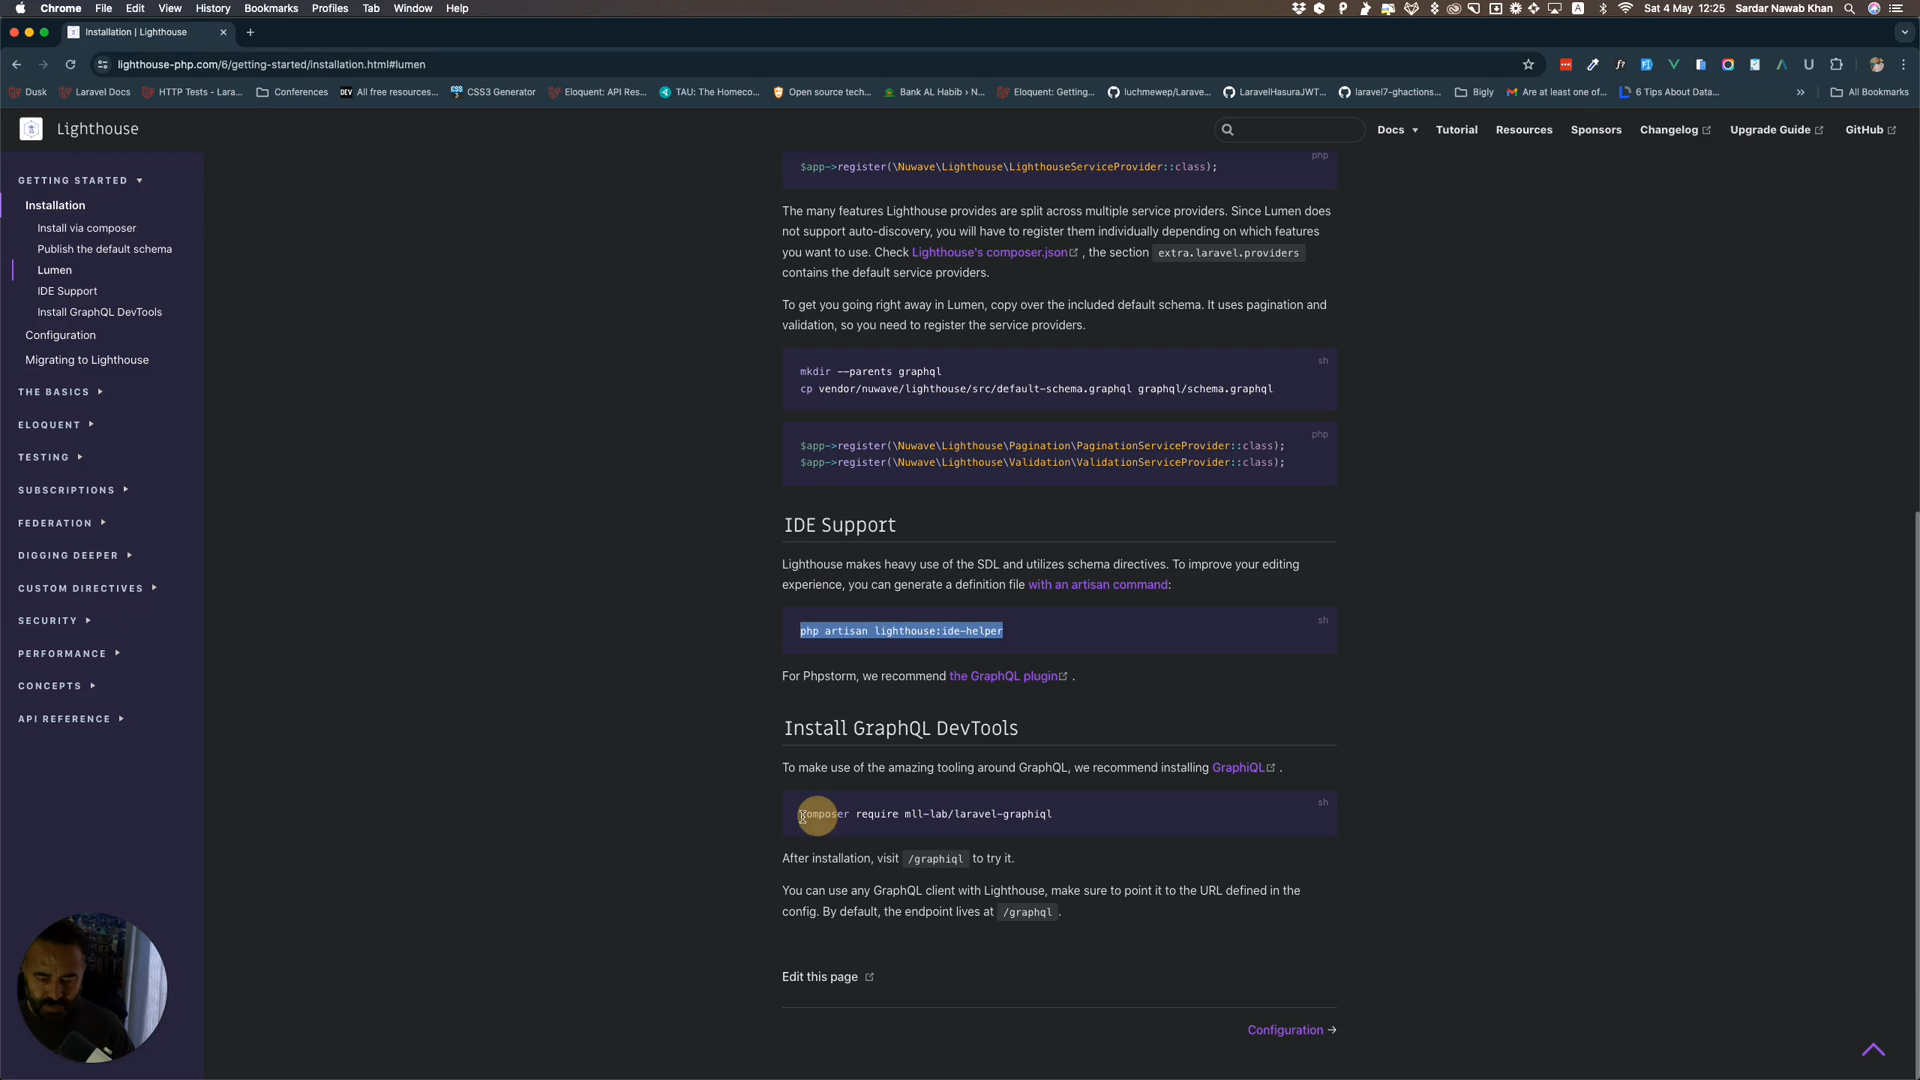 Chrome File Edit View History Bookmarks Profiles Tab Window Help Sat 4 May 12:25 Sardar Nawab Khan
Installation | Lighthouse
lighthouse-php.com/6/getting-started/installation.html#lumen
Dusk Laravel Docs HTTP Tests - Lara... Conferences All free resources... CSS3 Generator Eloquent: API Res... TAU: The Homeco... Open source tech... Bank AL Habib › N... Eloquent: Getting... luchmewep/Larave... LaravelHasuraJWT... laravel7-ghactions... Bigly Are at least one of... 6 Tips About Data... » All Bookmarks
Lighthouse
Docs Tutorial Resources Sponsors Changelog Upgrade Guide GitHub
GETTING STARTED
Installation
Install via composer
Publish the default schema
Lumen
IDE Support
Install GraphQL DevTools
Configuration
Migrating to Lighthouse
THE BASICS
ELOQUENT
TESTING
SUBSCRIPTIONS
FEDERATION
DIGGING DEEPER
CUSTOM DIRECTIVES
SECURITY
PERFORMANCE
CONCEPTS
API REFERENCE
php
$app->register(\Nuwave\Lighthouse\LighthouseServiceProvider::class);
The many features Lighthouse provides are split across multiple service providers. Since Lumen does
not support auto-discovery, you will have to register them individually depending on which features
you want to use. Check Lighthouse's composer.json , the section extra.laravel.providers
contains the default service providers.
To get you going right away in Lumen, copy over the included default schema. It uses pagination and
validation, so you need to register the service providers.
sh
mkdir --parents graphql
cp vendor/nuwave/lighthouse/src/default-schema.graphql graphql/schema.graphql
php
$app->register(\Nuwave\Lighthouse\Pagination\PaginationServiceProvider::class);
$app->register(\Nuwave\Lighthouse\Validation\ValidationServiceProvider::class);
IDE Support
Lighthouse makes heavy use of the SDL and utilizes schema directives. To improve your editing
experience, you can generate a definition file with an artisan command:
sh
php artisan lighthouse:ide-helper
For Phpstorm, we recommend the GraphQL plugin .
Install GraphQL DevTools
To make use of the amazing tooling around GraphQL, we recommend installing GraphiQL .
sh
composer require mll-lab/laravel-graphiql
After installation, visit /graphiql to try it.
You can use any GraphQL client with Lighthouse, make sure to point it to the URL defined in the
config. By default, the endpoint lives at /graphql .
Edit this page
Configuration →